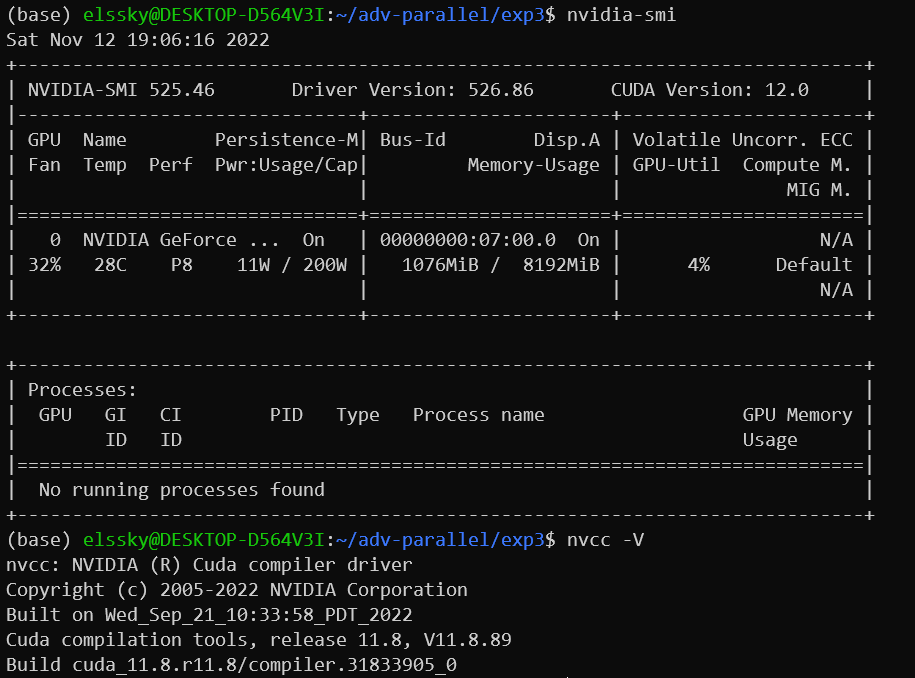 (base) elssky@DESKTOP-D564V3I:~/adv-parallel/exp3$ nvidia-smi
Sat Nov 12 19:06:16 2022
+-----------------------------------------------------------------------------+
| NVIDIA-SMI 525.46       Driver Version: 526.86       CUDA Version: 12.0     |
|-------------------------------+----------------------+----------------------+
| GPU  Name        Persistence-M| Bus-Id        Disp.A | Volatile Uncorr. ECC |
| Fan  Temp  Perf  Pwr:Usage/Cap|         Memory-Usage | GPU-Util  Compute M. |
|                               |                      |               MIG M. |
|===============================+======================+======================|
|   0  NVIDIA GeForce ...  On   | 00000000:07:00.0  On |                  N/A |
| 32%   28C    P8    11W / 200W |   1076MiB /  8192MiB |      4%      Default |
|                               |                      |                  N/A |
+-------------------------------+----------------------+----------------------+

+-----------------------------------------------------------------------------+
| Processes:                                                                  |
|  GPU   GI   CI        PID   Type   Process name                  GPU Memory |
|        ID   ID                                                   Usage      |
|=============================================================================|
|  No running processes found                                                 |
+-----------------------------------------------------------------------------+
(base) elssky@DESKTOP-D564V3I:~/adv-parallel/exp3$ nvcc -V
nvcc: NVIDIA (R) Cuda compiler driver
Copyright (c) 2005-2022 NVIDIA Corporation
Built on Wed_Sep_21_10:33:58_PDT_2022
Cuda compilation tools, release 11.8, V11.8.89
Build cuda_11.8.r11.8/compiler.31833905_0